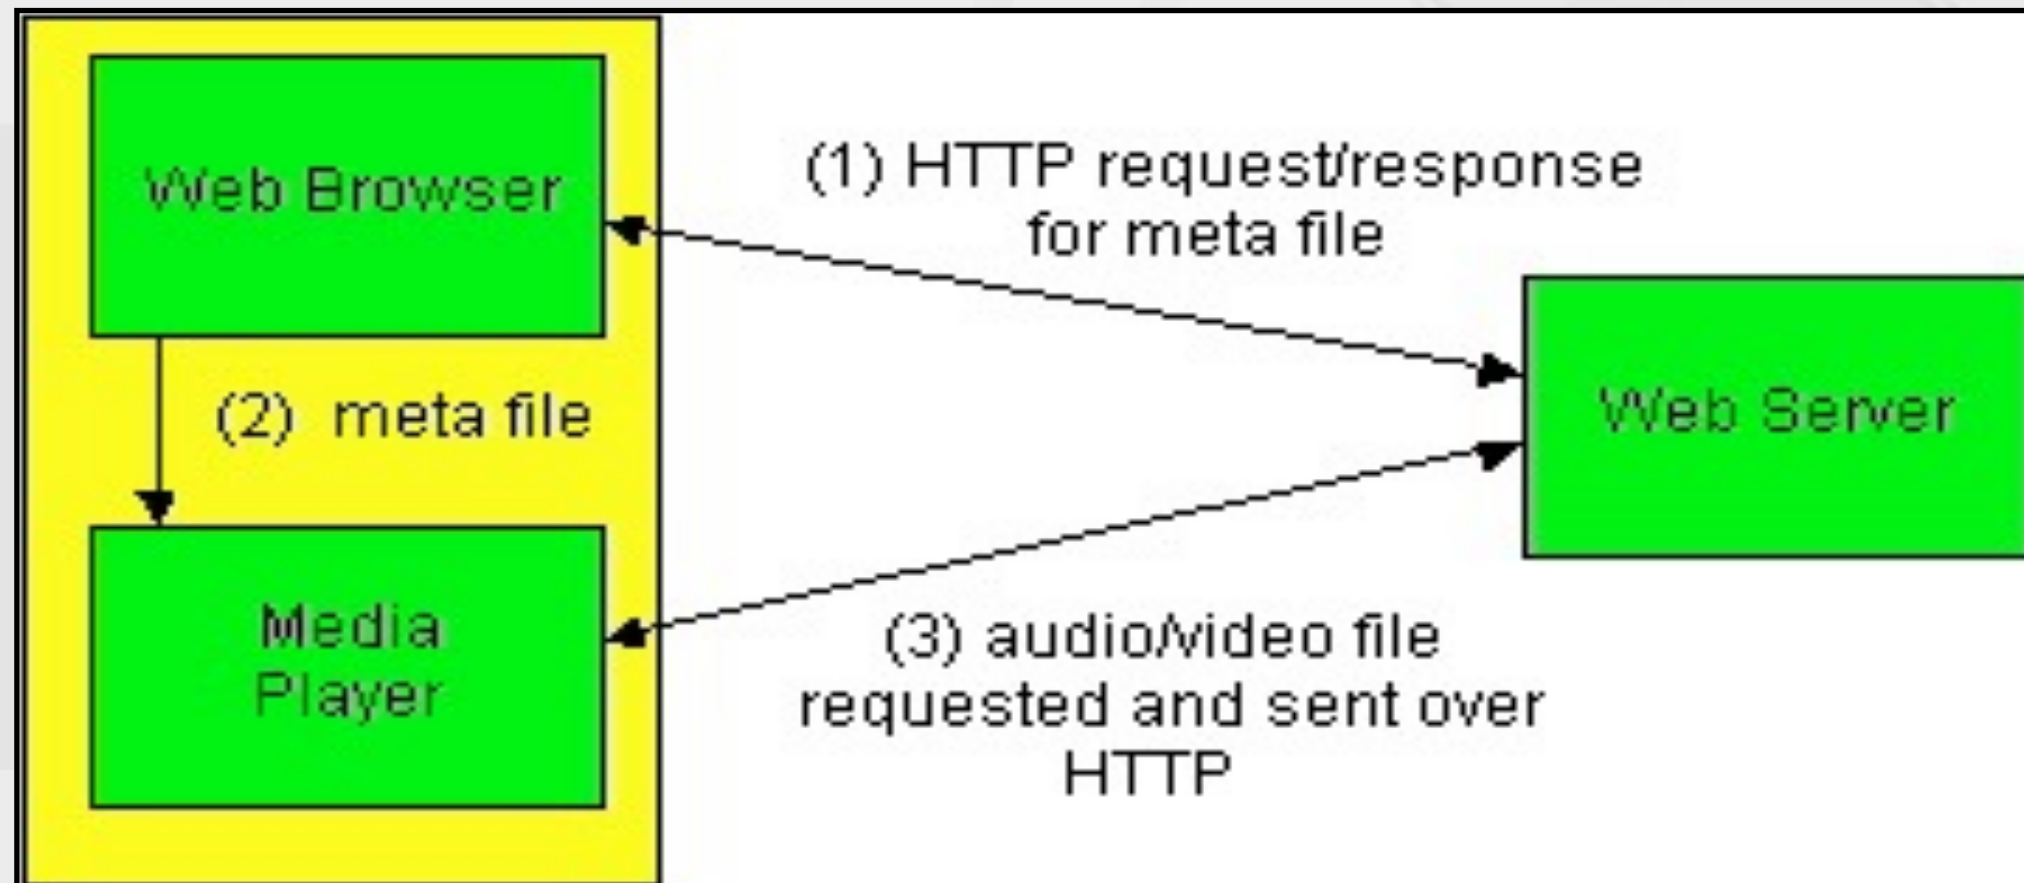 Web Browser
(1) HTTP request/response
for meta file
(2) meta file
Web Server
Media
Player
(3) audio/video file
requested and sent over
HTTP